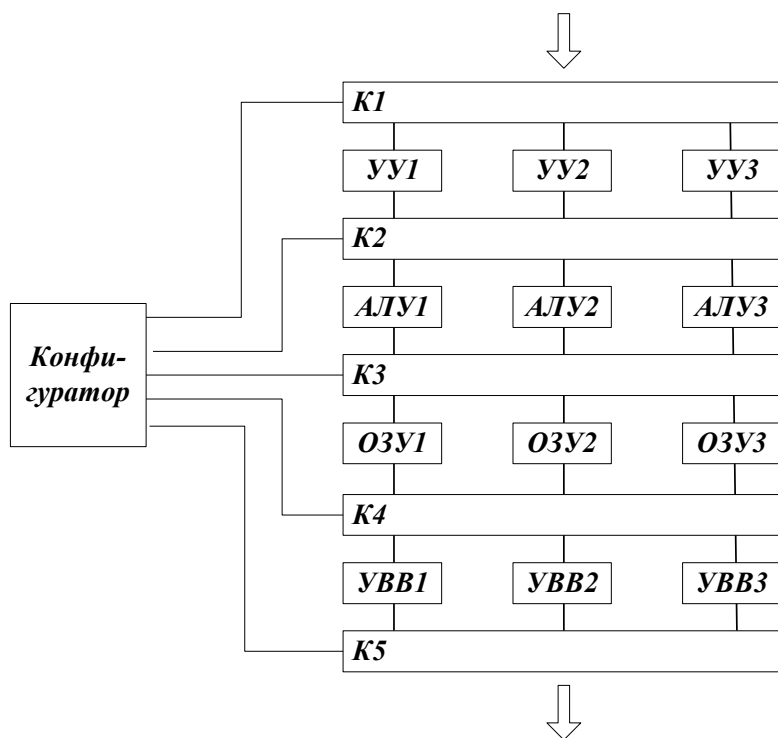 К1
УУ1 УУ2 УУ3
К2
АЛУ1 АЛУ2 АЛУ3
Конфи-
гуратор
К3
ОЗУ1 ОЗУ2 ОЗУ3
К4
УВВ1 УВВ2 УВВ3
К5